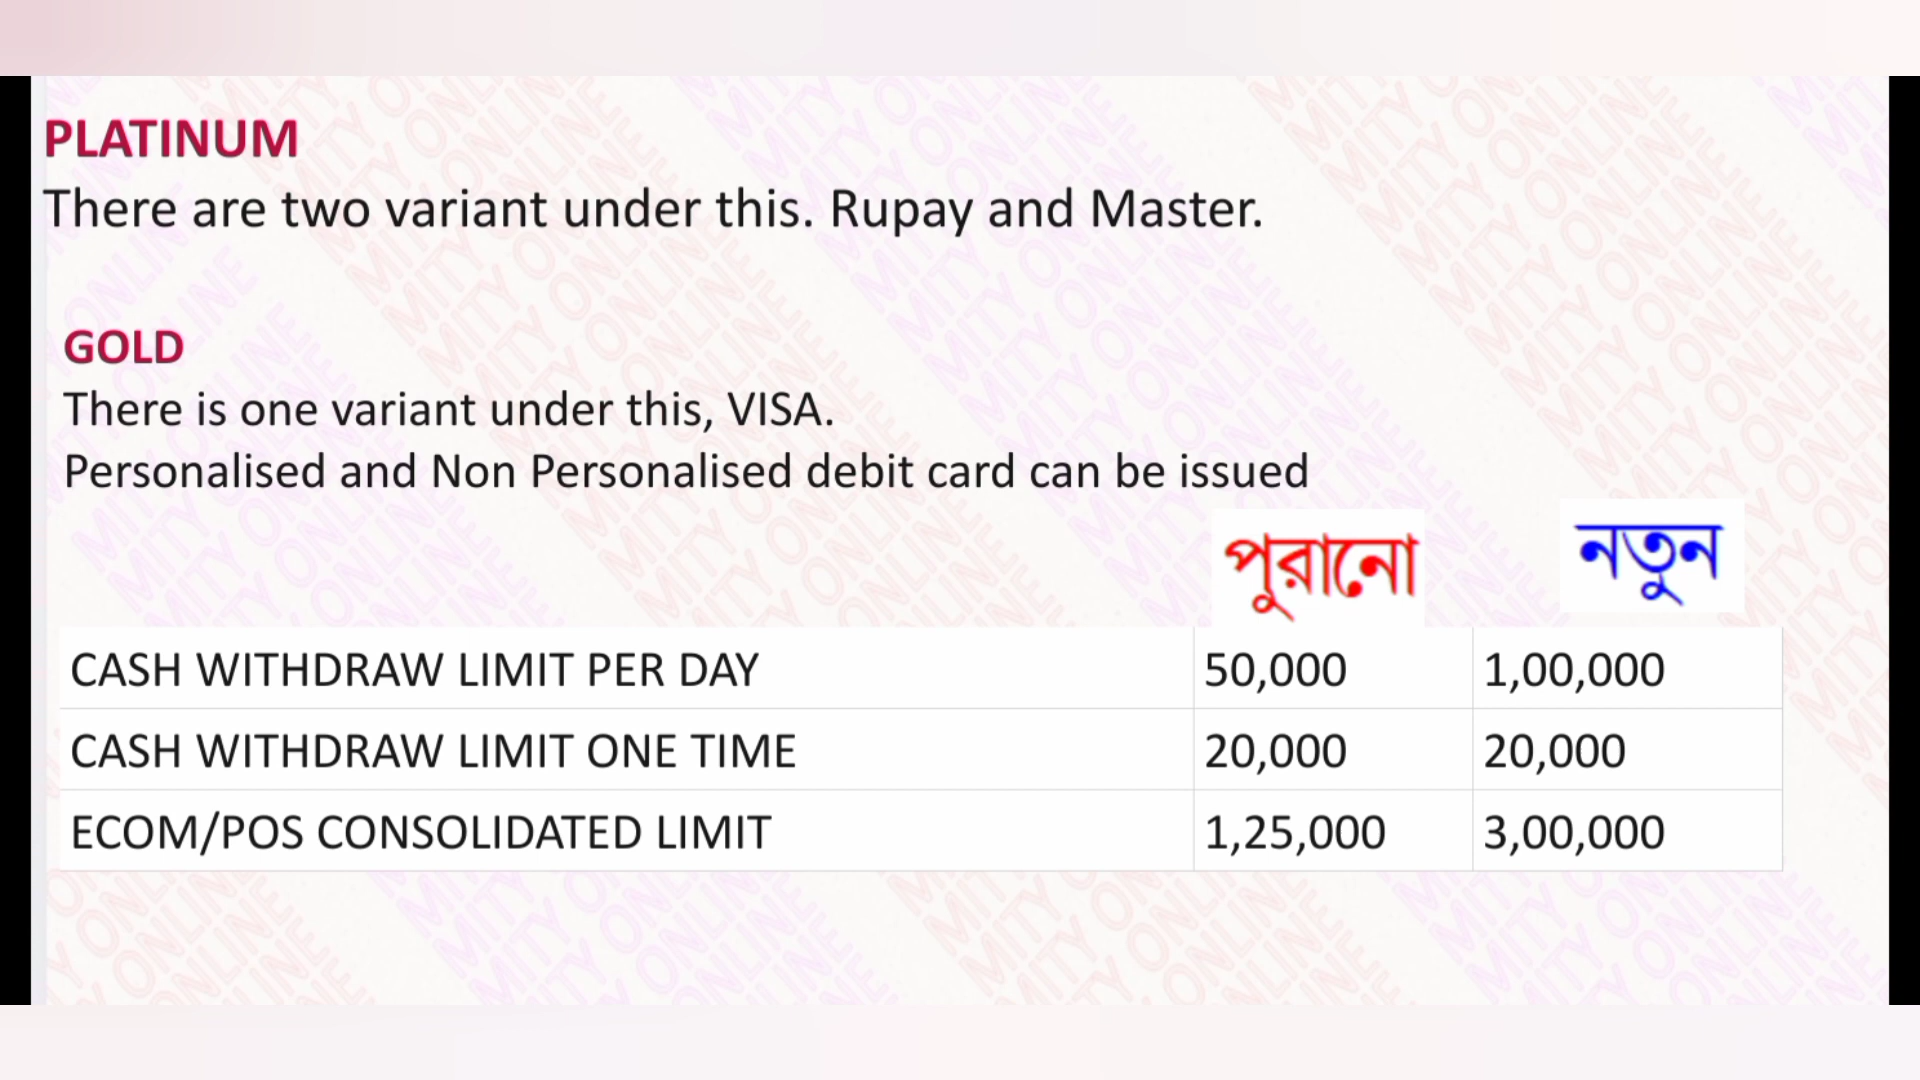 PLATINUM
There are two variant under this. Rupay and Master.
GOLD
There is one variant under this, VISA.
Personalised and Non Personalised debit card can be issued
পুরানো নতুন
CASH WITHDRAW LIMIT PER DAY 50,000 1,00,000
CASH WITHDRAW LIMIT ONE TIME 20,000 20,000
ECOM/POS CONSOLIDATED LIMIT 1,25,000 3,00,000